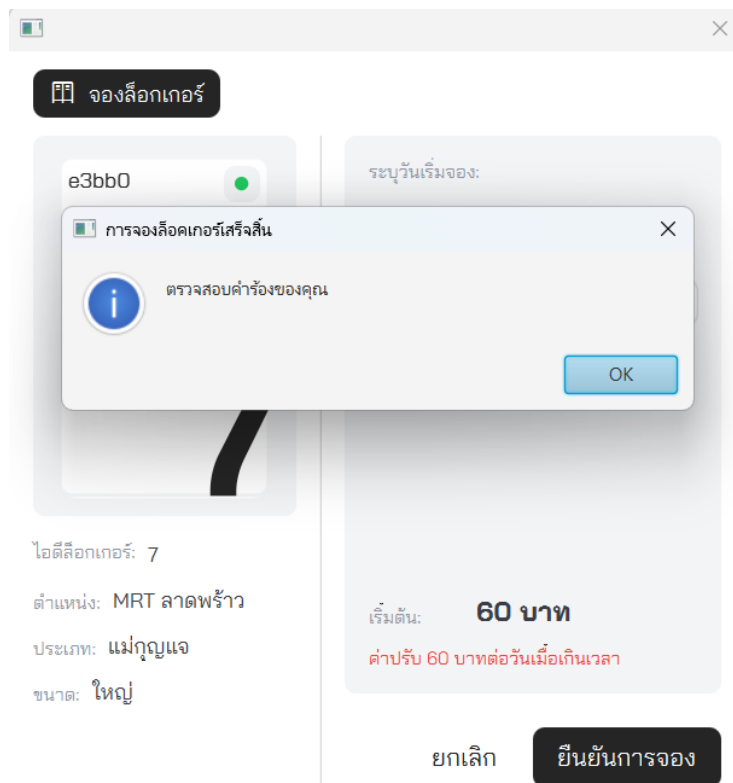 จองล็อกเกอร์
e3bb0
ระบุวันเริ่มจอง:
การจองล็อคเกอร์เสร็จสิ้น
ตรวจสอบคำร้องของคุณ
OK
7
ไอดีล็อกเกอร์: 7
ตำแหน่ง: MRT ลาดพร้าว
ประเภท: แม่กุญแจ
ขนาด: ใหญ่
เริ่มต้น: 60 บาท
ค่าปรับ 60 บาทต่อวันเมื่อเกินเวลา
ยกเลิก
ยืนยันการจอง